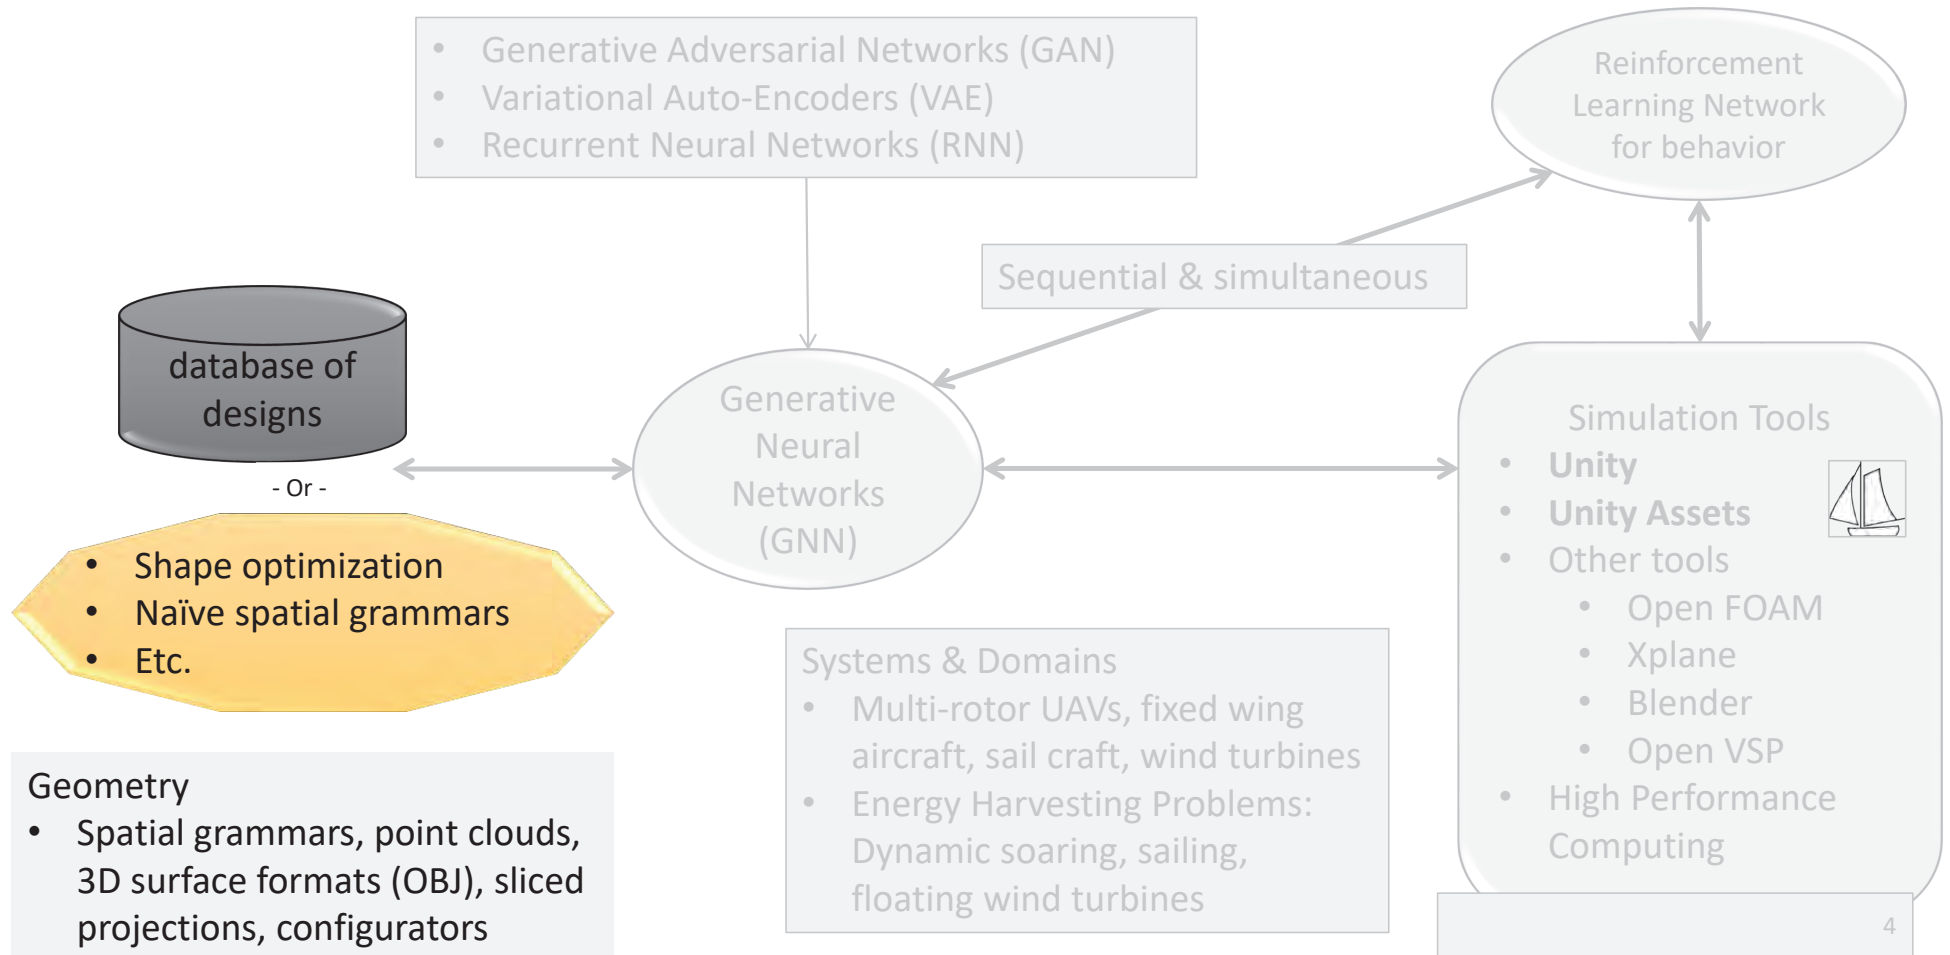 • Generative Adversarial Networks (GAN)
• Variational Auto-Encoders (VAE)
• Recurrent Neural Networks (RNN)
Reinforcement
Learning Network
for behavior
Sequential & simultaneous
database of
designs
- Or -
• Shape optimization
• Naïve spatial grammars
• Etc.
Generative
Neural
Networks
(GNN)
Simulation Tools
• Unity
• Unity Assets
• Other tools
• Open FOAM
• Xplane
• Blender
• Open VSP
• High Performance
Computing
Geometry
• Spatial grammars, point clouds,
3D surface formats (OBJ), sliced
projections, configurators
Systems & Domains
• Multi-rotor UAVs, fixed wing
aircraft, sail craft, wind turbines
• Energy Harvesting Problems:
Dynamic soaring, sailing,
floating wind turbines
4